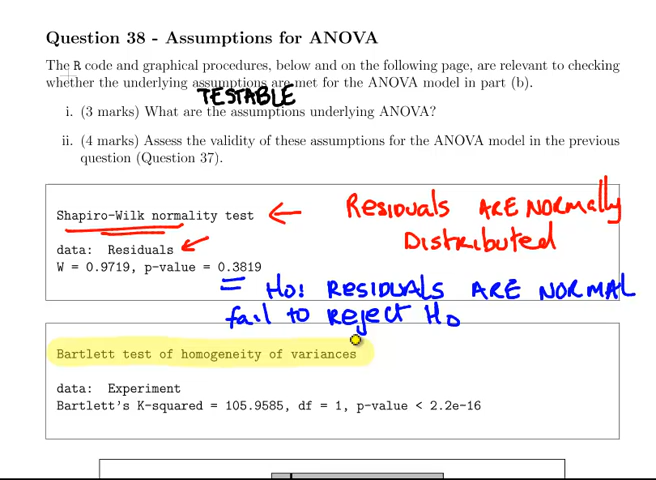 Question 38 - Assumptions for ANOVA
The R code and graphical procedures, below and on the following page, are relevant to checking
whether the underlying assumptions are met for the ANOVA model in part (b).
TESTABLE
i. (3 marks) What are the assumptions underlying ANOVA?
ii. (4 marks) Assess the validity of these assumptions for the ANOVA model in the previous
question (Question 37).
Shapiro-Wilk normality test ← Residuals ARE NORMally
Distributed
data: Residuals
W = 0.9719, p-value = 0.3819
= Ho! RESIDUALS ARE NORMAL
fail to REJECT HO
Bartlett test of homogeneity of variances
data: Experiment
Bartlett's K-squared = 105.9585, df = 1, p-value < 2.2e-16